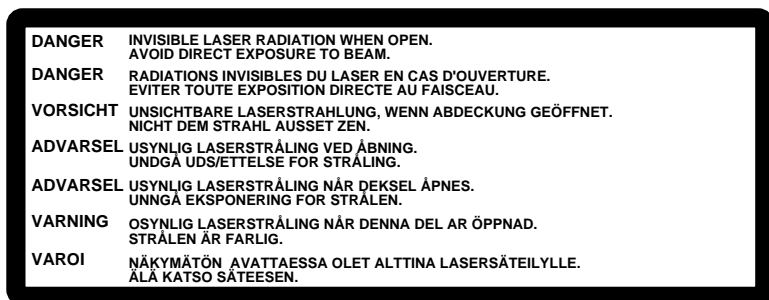 DANGER INVISIBLE LASER RADIATION WHEN OPEN.
AVOID DIRECT EXPOSURE TO BEAM.
DANGER RADIATIONS INVISIBLES DU LASER EN CAS D'OUVERTURE.
EVITER TOUTE EXPOSITION DIRECTE AU FAISCEAU.
VORSICHT UNSICHTBARE LASERSTRAHLUNG, WENN ABDECKUNG GEÖFFNET.
NICHT DEM STRAHL AUSSET ZEN.
ADVARSEL USYNLIG LASERSTRÅLING VED ÅBNING.
UNDGÅ UDS/ETTELSE FOR STRÅLING.
ADVARSEL USYNLIG LASERSTRÅLING NÅR DEKSEL ÅPNES.
UNNGÅ EKSPONERING FOR STRÅLEN.
VARNING OSYNLIG LASERSTRÅLING NÅR DENNA DEL AR ÖPPNAD.
STRÅLEN ÄR FARLIG.
VAROI NÄKYMÄTÖN AVATTAESSA OLET ALTTINA LASERSÄTEILYLLE.
ÄLÄ KATSO SÄTEESEN.